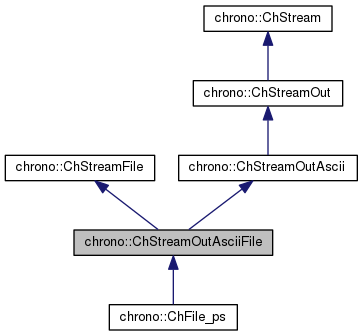 chrono::ChStream
chrono::ChStreamOut
chrono::ChStreamFile
chrono::ChStreamOutAscii
chrono::ChStreamOutAsciiFile
chrono::ChFile_ps